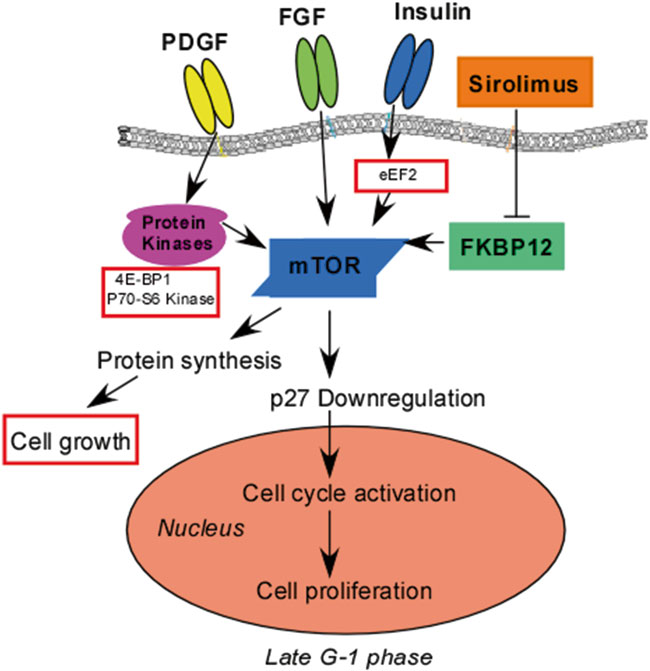 PDGF
FGF
Insulin
Sirolimus
eEF2
Protein
Kinases
4E-BP1
P70-S6 Kinase
mTOR
FKBP12
Protein synthesis
Cell growth
p27 Downregulation
Cell cycle activation
Nucleus
Cell proliferation
Late G-1 phase